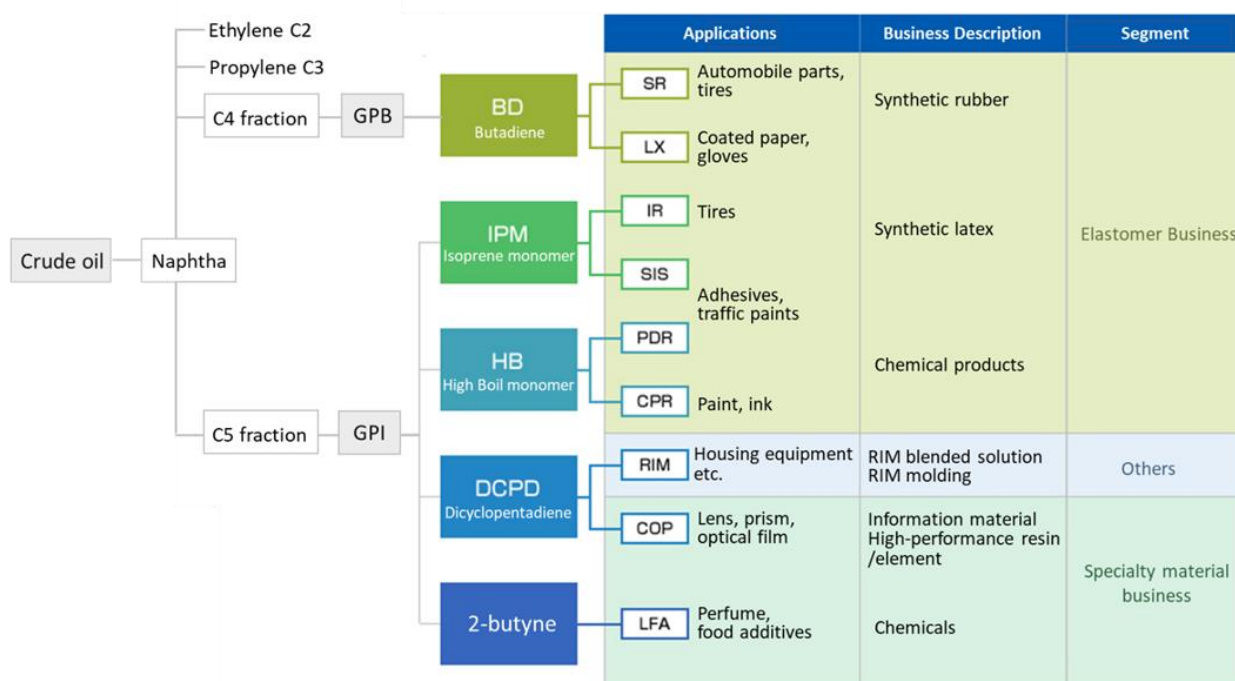 Applications
Business Description
Segment
Ethylene C2
Propylene C3
C4 fraction
GPB
BD
Butadiene
SR
Automobile parts,
tires
LX
Coated paper,
gloves
Synthetic rubber
Crude oil
Naphtha
IPM
Isoprene monomer
IR
Tires
Synthetic latex
Elastomer Business
SIS
Adhesives,
traffic paints
HB
High Boil monomer
PDR
CPR
Paint, ink
Chemical products
C5 fraction
GPI
DCPD
Dicyclopentadiene
RIM
Housing equipment
etc.
RIM blended solution
RIM molding
Others
COP
Lens, prism,
optical film
Information material
High-performance resin
/element
Specialty material
business
2-butyne
LFA
Perfume,
food additives
Chemicals